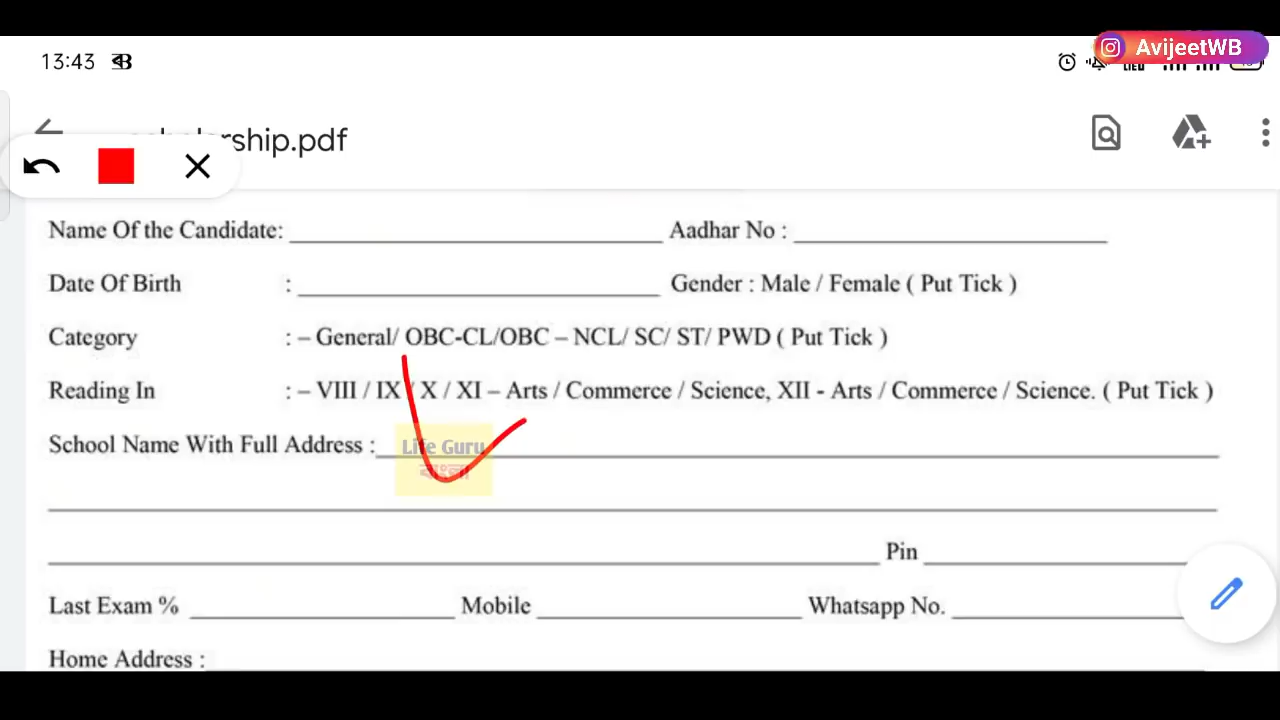 AvijeetWB
13:43
scholarship.pdf
Name Of the Candidate: Aadhar No :
Date Of Birth : Gender : Male / Female ( Put Tick )
Category : – General/ OBC-CL/OBC – NCL/ SC/ ST/ PWD ( Put Tick )
Reading In : – VIII / IX / X / XI – Arts / Commerce / Science, XII - Arts / Commerce / Science. ( Put Tick )
School Name With Full Address :
Life Guru
Pin
Last Exam % Mobile Whatsapp No.
Home Address :